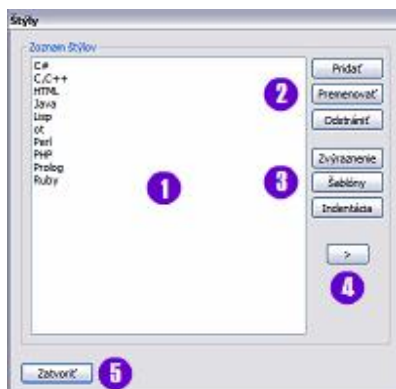 Štýly
Zoznam Štýlov
C#
C/C++
HTML
Java
Lisp
ot
Perl
PHP
Prolog
Ruby
1
Pridať
2
Premenovať
Odstrániť
Zvýraznenie
3
Šablóny
Indentácia
>
4
Zatvoriť
5